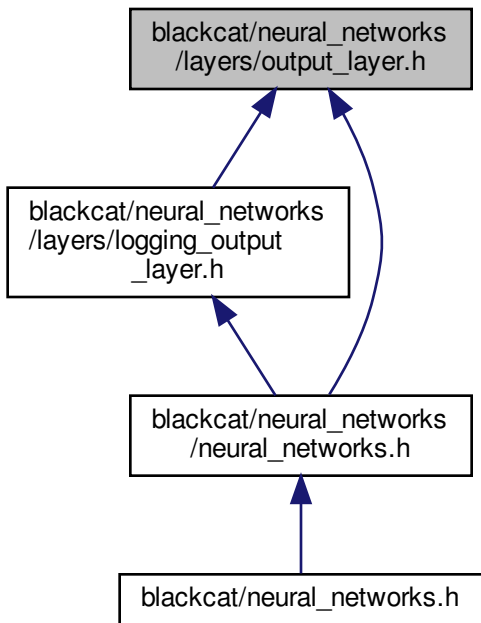 blackcat/neural_networks
/layers/output_layer.h
blackcat/neural_networks
/layers/logging_output
_layer.h
blackcat/neural_networks
/neural_networks.h
blackcat/neural_networks.h